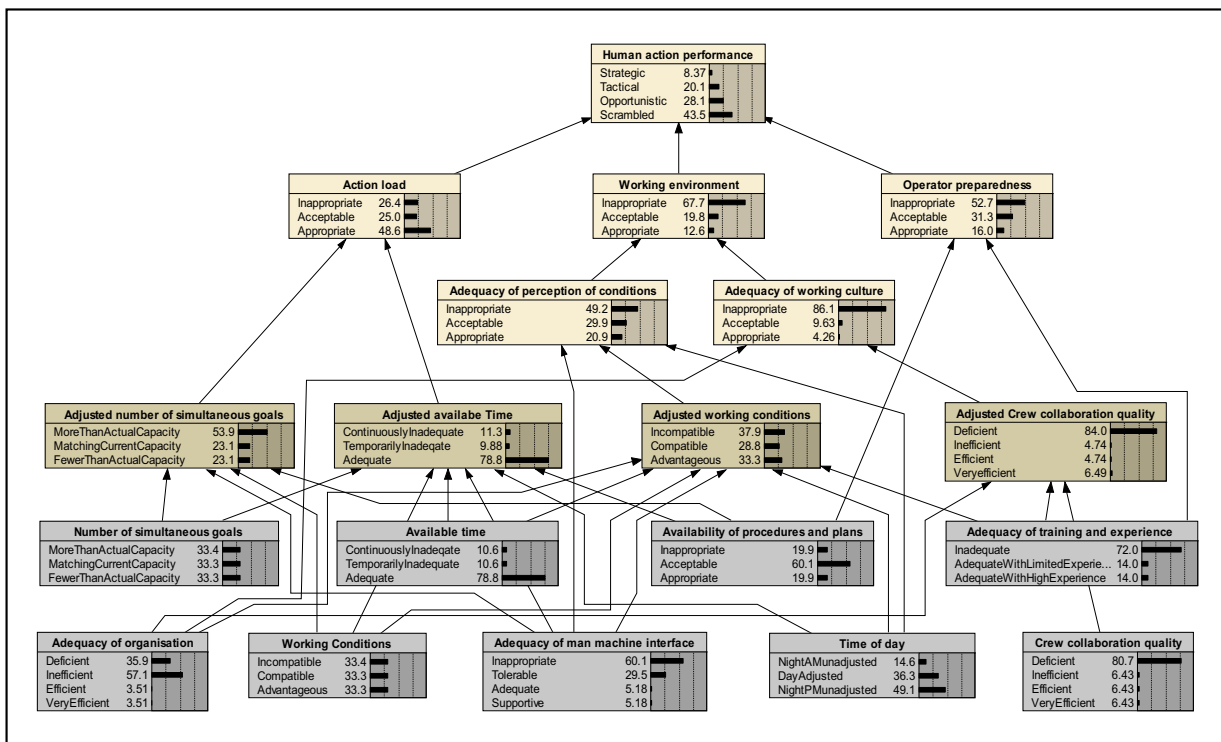 Human action performance
Strategic 8.37
Tactical 20.1
Opportunistic 28.1
Scrambled 43.5
Action load
Inappropriate 26.4
Acceptable 25.0
Appropriate 48.6
Working environment
Inappropriate 67.7
Acceptable 19.8
Appropriate 12.6
Operator preparedness
Inappropriate 52.7
Acceptable 31.3
Appropriate 16.0
Adequacy of perception of conditions
Inappropriate 49.2
Acceptable 29.9
Appropriate 20.9
Adequacy of working culture
Inappropriate 86.1
Acceptable 9.63
Appropriate 4.26
Adjusted number of simultaneous goals
MoreThanActualCapacity 53.9
MatchingCurrentCapacity 23.1
FewerThanActualCapacity 23.1
Adjusted availabe Time
ContinuouslyInadequate 11.3
TemporarilyInadequate 9.88
Adequate 78.8
Adjusted working conditions
Incompatible 37.9
Compatible 28.8
Advantageous 33.3
Adjusted Crew collaboration quality
Deficient 84.0
Inefficient 4.74
Efficient 4.74
Veryefficient 6.49
Number of simultaneous goals
MoreThanActualCapacity 33.4
MatchingCurrentCapacity 33.3
FewerThanActualCapacity 33.3
Available time
ContinuouslyInadeqate 10.6
TemporarilyInadequate 10.6
Adequate 78.8
Availability of procedures and plans
Inappropriate 19.9
Acceptable 60.1
Appropriate 19.9
Adequacy of training and experience
Inadequate 72.0
AdequateWithLimitedExperie... 14.0
AdequateWithHighExperience 14.0
Adequacy of organisation
Deficient 35.9
Inefficient 57.1
Efficient 3.51
VeryEfficient 3.51
Working Conditions
Incompatible 33.4
Compatible 33.3
Advantageous 33.3
Adequacy of man machine interface
Inappropriate 60.1
Tolerable 29.5
Adequate 5.18
Supportive 5.18
Time of day
NightAMunadjusted 14.6
DayAdjusted 36.3
NightPMunadjusted 49.1
Crew collaboration quality
Deficient 80.7
Inefficient 6.43
Efficient 6.43
VeryEfficient 6.43